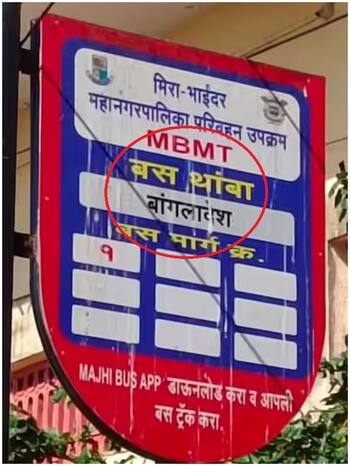 मिरा-भाईंदर
महानगरपालिका परिवहन उपक्रम
MBMT
बस थांबा
बांगलादेश
बस मार्ग क्र.
१
MAJHI BUS APP डाऊनलोड करा व आपली
बस ट्रॅक करा.